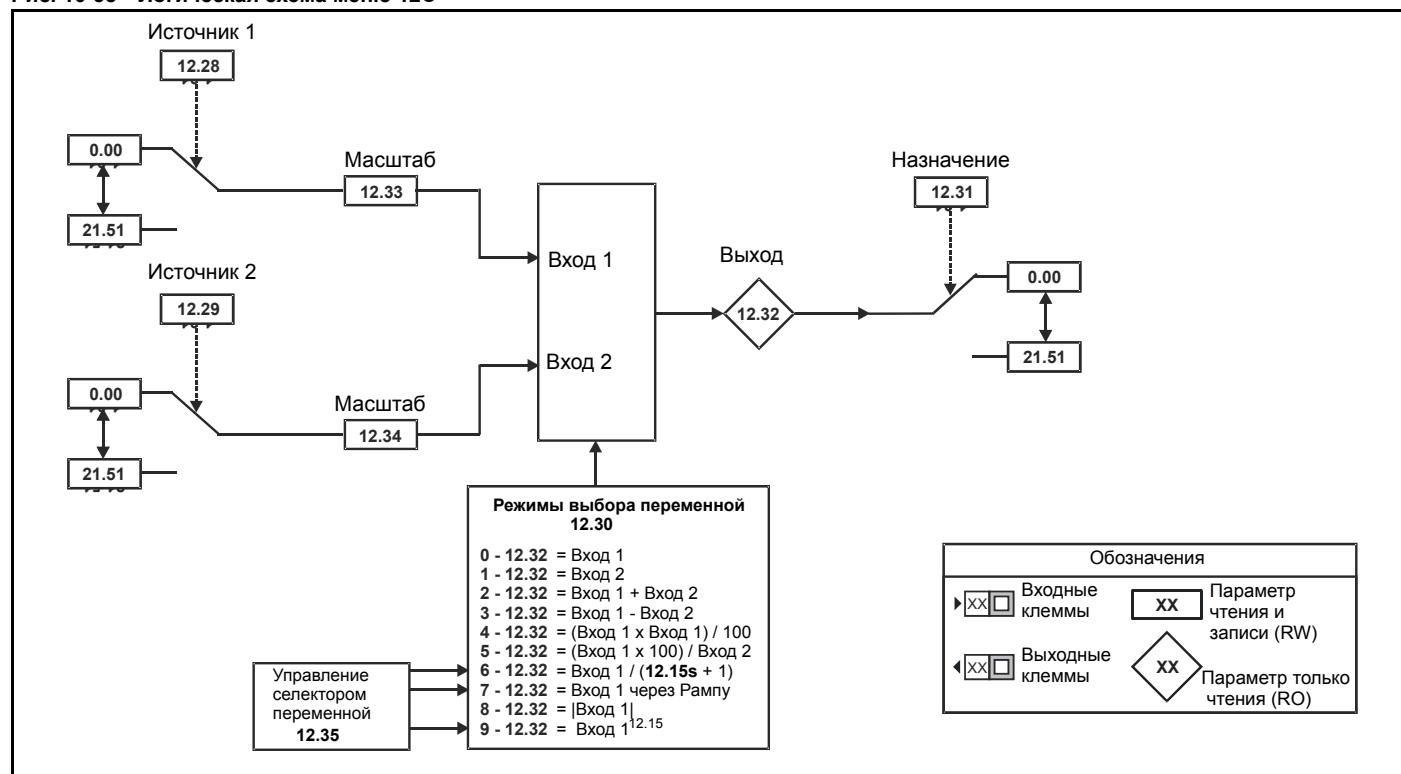 Источник 1
12.28
0.00
21.51
Масштаб
12.33
Источник 2
12.29
0.00
21.51
Масштаб
12.34
Вход 1
Вход 2
Выход
12.32
Назначение
12.31
0.00
21.51
Режимы выбора переменной
12.30
0 - 12.32 = Вход 1
1 - 12.32 = Вход 2
2 - 12.32 = Вход 1 + Вход 2
3 - 12.32 = Вход 1 - Вход 2
4 - 12.32 = (Вход 1 x Вход 1) / 100
5 - 12.32 = (Вход 1 x 100) / Вход 2
6 - 12.32 = Вход 1 / (12.15s + 1)
7 - 12.32 = Вход 1 через Рампу
8 - 12.32 = |Вход 1|
9 - 12.32 = Вход 1^12.15
Управление
селектором
переменной
12.35
Обозначения
XX
Входные
клеммы
XX
Параметр
чтения и
записи (RW)
XX
Выходные
клеммы
XX
Параметр только
чтения (RO)